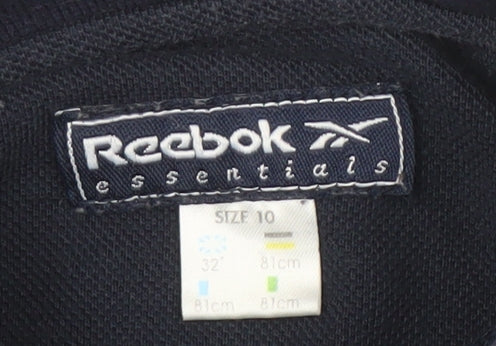 Reebok
essentials
SIZE 10
32" 81cm
81cm 81cm